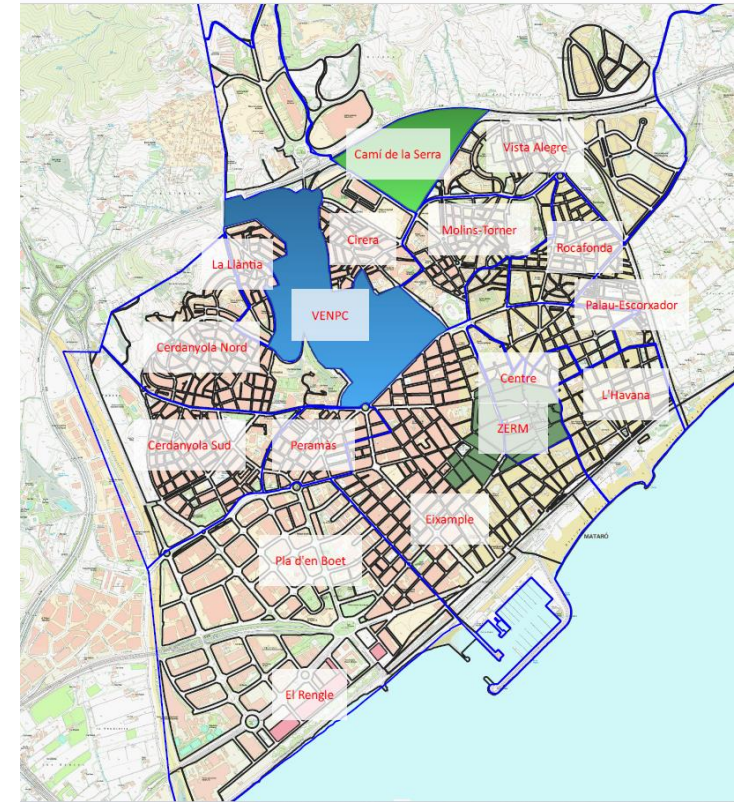 Camí de la Serra
Vista Alegre
Cirera
Molins-Torner
Rocafonda
La Llàntia
VENPC
Palau-Escorxador
Cerdanyola Nord
Centre
L'Havana
ZERM
Cerdanyola Sud
Peramàs
Eixample
MATARÓ
Pla d'en Boet
El Rengle